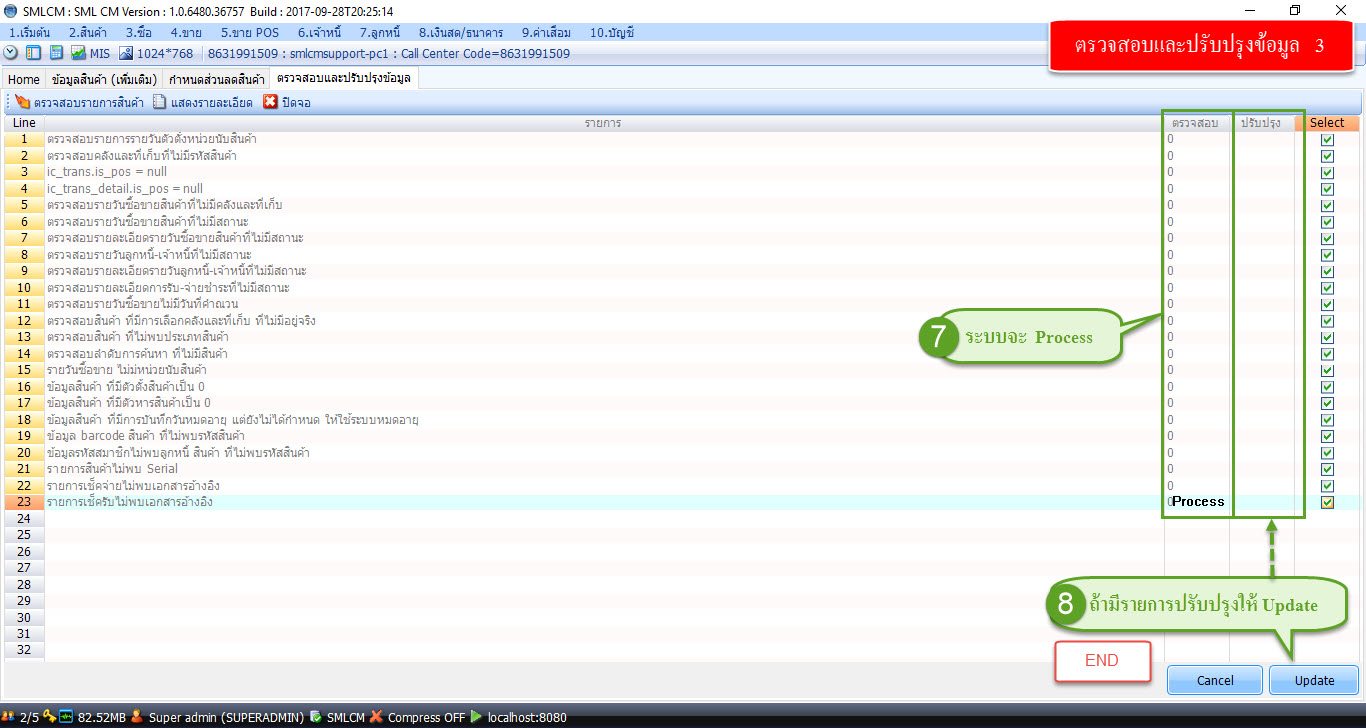 SMLCM : SML CM Version : 1.0.6480.36757 Build : 2017-09-28T20:25:14
1.เริ่มต้น 2.สินค้า 3.ซื้อ 4.ขาย 5.ขาย POS 6.เจ้าหนี้ 7.ลูกหนี้ 8.เงินสด/ธนาคาร 9.ค่าเสื่อม 10.บัญชี
ตรวจสอบและปรับปรุงข้อมูล 3
MIS 1024*768 8631991509 : smlcmsupport-pc1 : Call Center Code=8631991509
Home ข้อมูลสินค้า (เพิ่มเติม) กำหนดส่วนลดสินค้า ตรวจสอบและปรับปรุงข้อมูล
ตรวจสอบรายการสินค้า แสดงรายละเอียด ปิดจอ
Line รายการ ตรวจสอบ ปรับปรุง Select
1 ตรวจสอบรายการรายวันตัวตั้งหน่วยนับสินค้า 0
2 ตรวจสอบคลังและที่เก็บที่ไม่มีรหัสสินค้า 0
3 ic_trans.is_pos = null 0
4 ic_trans_detail.is_pos = null 0
5 ตรวจสอบรายวันซื้อขายสินค้าที่ไม่มีคลังและที่เก็บ 0
6 ตรวจสอบรายวันซื้อขายสินค้าที่ไม่มีสถานะ 0
7 ตรวจสอบรายละเอียดรายวันซื้อขายสินค้าที่ไม่มีสถานะ 0
8 ตรวจสอบรายวันลูกหนี้-เจ้าหนี้ที่ไม่มีสถานะ 0
9 ตรวจสอบรายละเอียดรายวันลูกหนี้-เจ้าหนี้ที่ไม่มีสถานะ 0
10 ตรวจสอบรายละเอียดการรับ-จ่ายชำระที่ไม่มีสถานะ 0
11 ตรวจสอบรายวันซื้อขายไม่มีวันที่คำณวน 0
12 ตรวจสอบสินค้า ที่มีการเลือกคลังและที่เก็บ ที่ไม่มีอยู่จริง 0
13 ตรวจสอบสินค้า ที่ไม่พบประเภทสินค้า 0
7 ระบบจะ Process
14 ตรวจสอบลำดับการค้นหา ที่ไม่มีสินค้า 0
15 รายวันซื้อขาย ไม่มหน่วยนับสินค้า 0
16 ข้อมูลสินค้า ที่มีตัวตั้งสินค้าเป็น 0 0
17 ข้อมูลสินค้า ที่มีตัวหารสินค้าเป็น 0 0
18 ข้อมูลสินค้า ที่มีการบันทึกวันหมดอายุ แต่ยังไม่ได้กำหนด ให้ใช้ระบบหมดอายุ 0
19 ข้อมูล barcode สินค้า ที่ไม่พบรหัสสินค้า 0
20 ข้อมูลรหัสสมาชิกไม่พบลูกหนี้ สินค้า ที่ไม่พบรหัสสินค้า 0
21 รายการสินค้าไม่พบ Serial 0
22 รายการเช็คจ่ายไม่พบเอกสารอ้างอิง 0
23 รายการเช็ครับไม่พบเอกสารอ้างอิง 0Process
24
25
26
27
28
29
8 ถ้ามีรายการปรับปรุงให้ Update
30
31
32
END
Cancel Update
2/5 82.52MB Super admin (SUPERADMIN) SMLCM Compress OFF localhost:8080